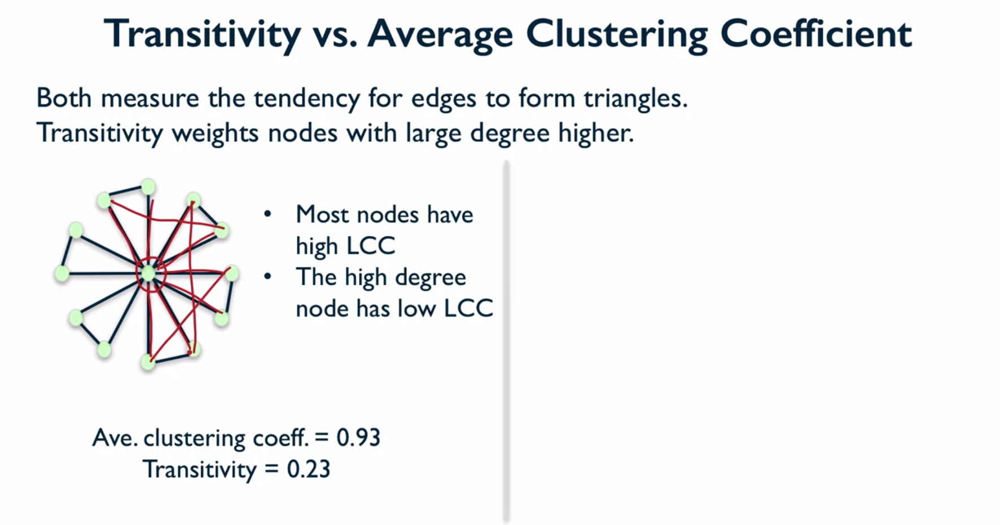 Transitivity vs. Average Clustering Coefficient
Both measure the tendency for edges to form triangles.
Transitivity weights nodes with large degree higher.
• Most nodes have
high LCC
• The high degree
node has low LCC
Ave. clustering coeff. = 0.93
Transitivity = 0.23